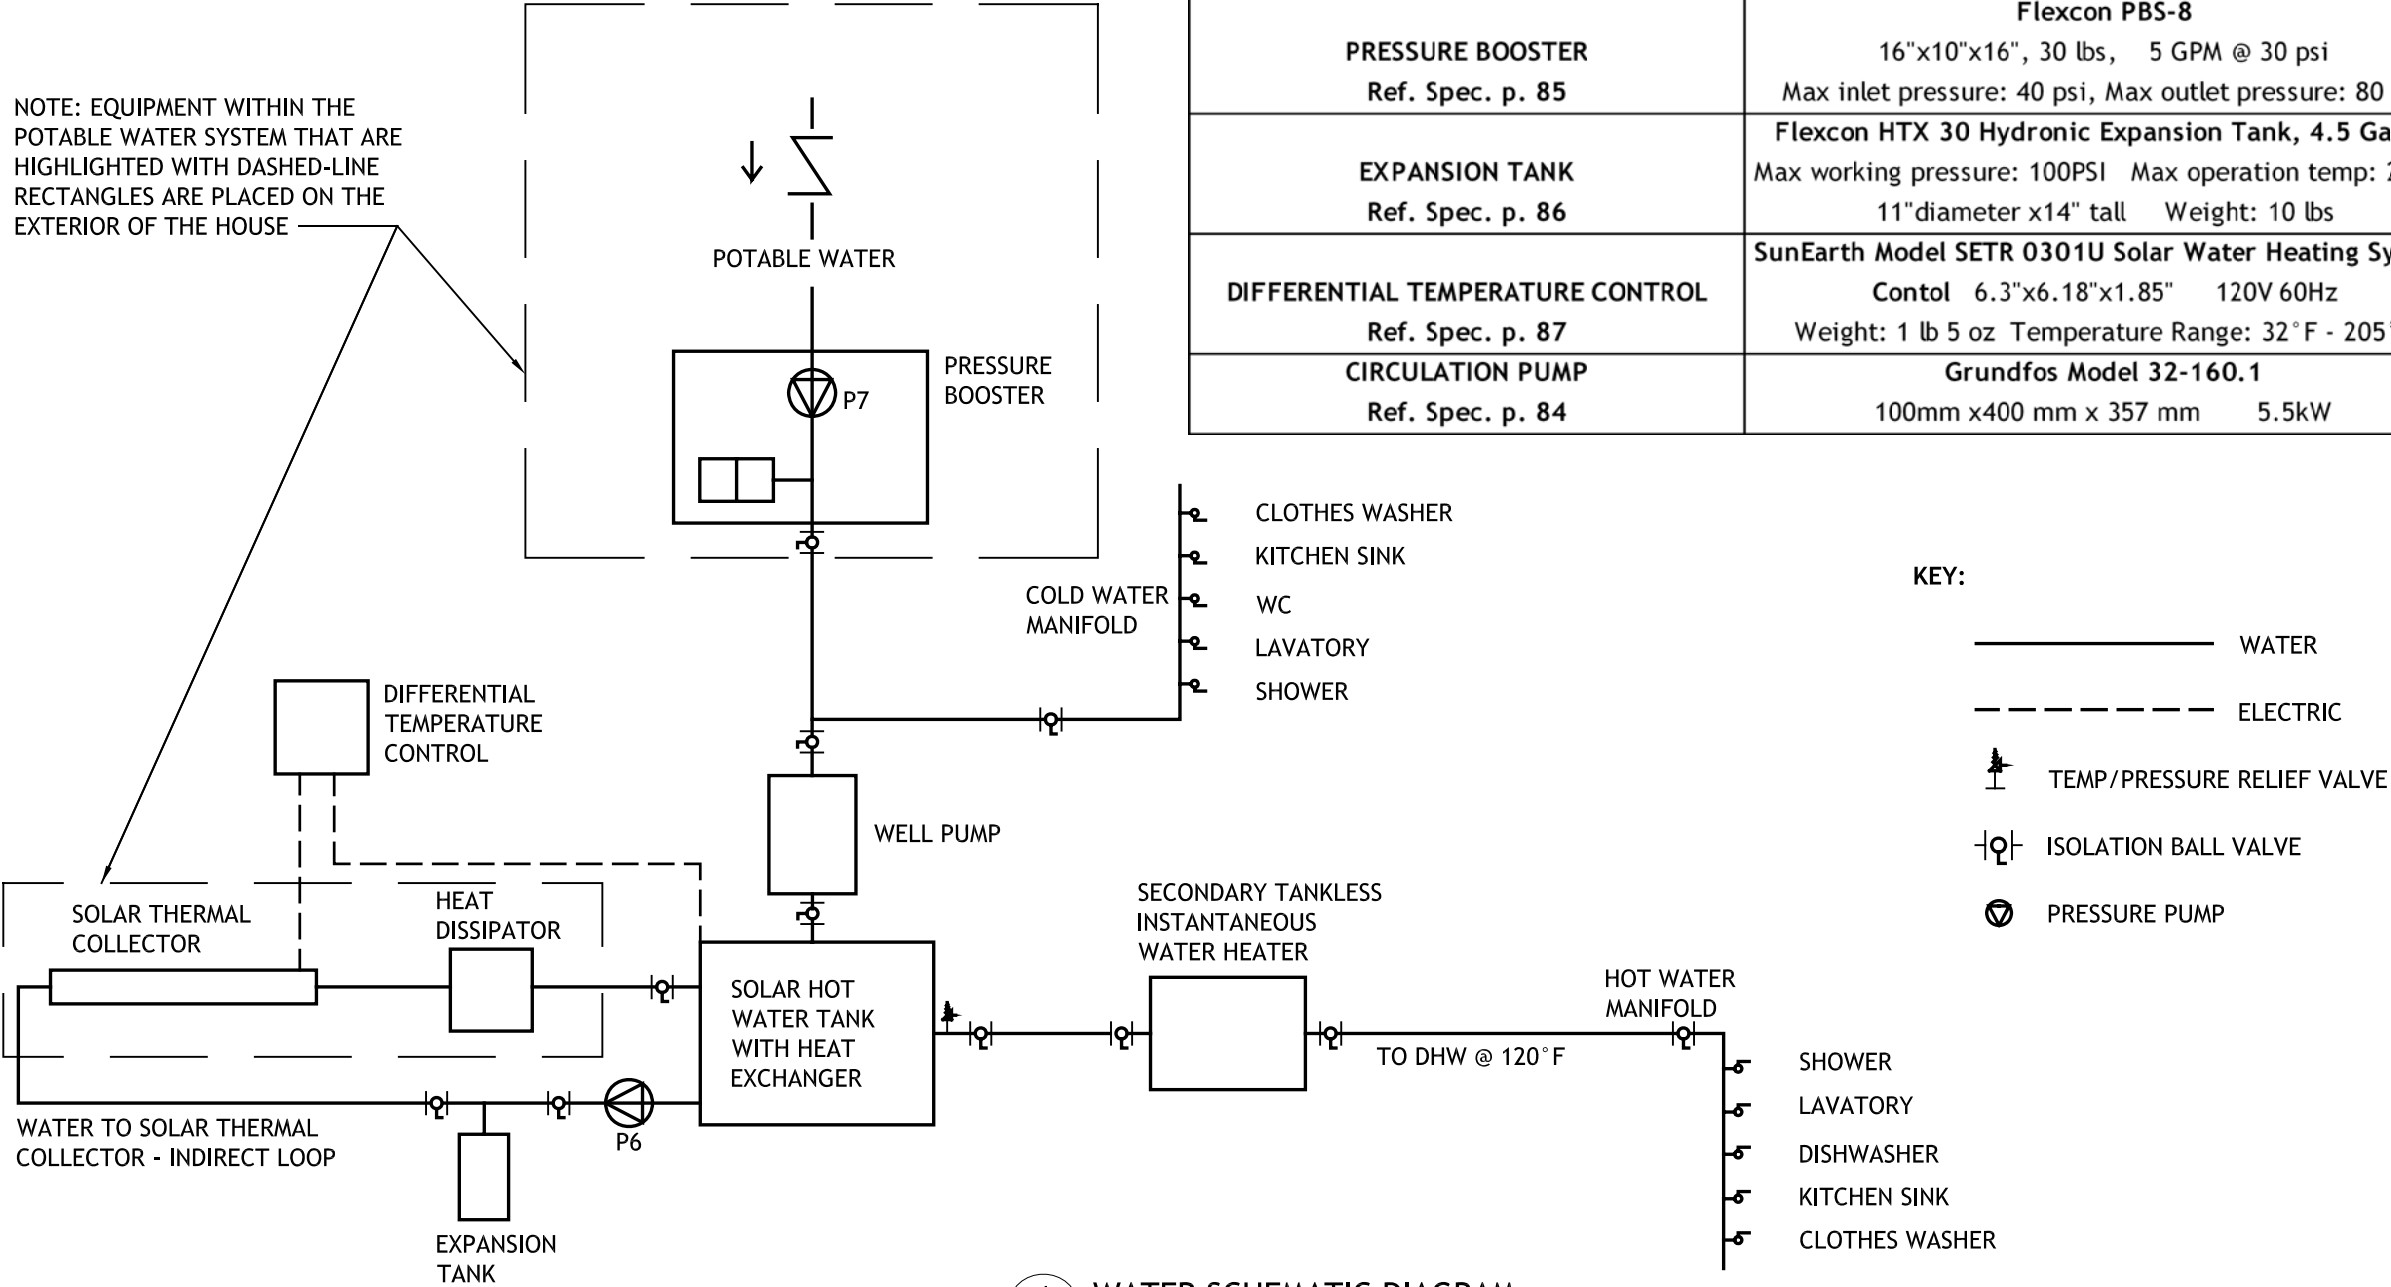 NOTE: EQUIPMENT WITHIN THE
POTABLE WATER SYSTEM THAT ARE
HIGHLIGHTED WITH DASHED-LINE
RECTANGLES ARE PLACED ON THE
EXTERIOR OF THE HOUSE
POTABLE WATER
PRESSURE
BOOSTER
P7
Flexcon PBS-8
PRESSURE BOOSTER
16"x10"x16", 30 lbs, 5 GPM @ 30 psi
Ref. Spec. p. 85
Max inlet pressure: 40 psi, Max outlet pressure: 80
Flexcon HTX 30 Hydronic Expansion Tank, 4.5 Ga
EXPANSION TANK
Max working pressure: 100PSI Max operation temp:
Ref. Spec. p. 86
11"diameter x14" tall Weight: 10 lbs
SunEarth Model SETR 0301U Solar Water Heating Sy
DIFFERENTIAL TEMPERATURE CONTROL
Contol 6.3"x6.18"x1.85" 120V 60Hz
Ref. Spec. p. 87
Weight: 1 lb 5 oz Temperature Range: 32°F - 205°
CIRCULATION PUMP
Grundfos Model 32-160.1
Ref. Spec. p. 84
100mm x400 mm x 357 mm 5.5kW
COLD WATER
MANIFOLD
CLOTHES WASHER
KITCHEN SINK
WC
LAVATORY
SHOWER
KEY:
WATER
ELECTRIC
TEMP/PRESSURE RELIEF VALVE
ISOLATION BALL VALVE
PRESSURE PUMP
DIFFERENTIAL
TEMPERATURE
CONTROL
WELL PUMP
SOLAR THERMAL
COLLECTOR
HEAT
DISSIPATOR
SOLAR HOT
WATER TANK
WITH HEAT
EXCHANGER
SECONDARY TANKLESS
INSTANTANEOUS
WATER HEATER
TO DHW @ 120°F
HOT WATER
MANIFOLD
SHOWER
LAVATORY
DISHWASHER
KITCHEN SINK
CLOTHES WASHER
WATER TO SOLAR THERMAL
COLLECTOR - INDIRECT LOOP
P6
EXPANSION
TANK
WATER SCHEMATIC DIAGRAM